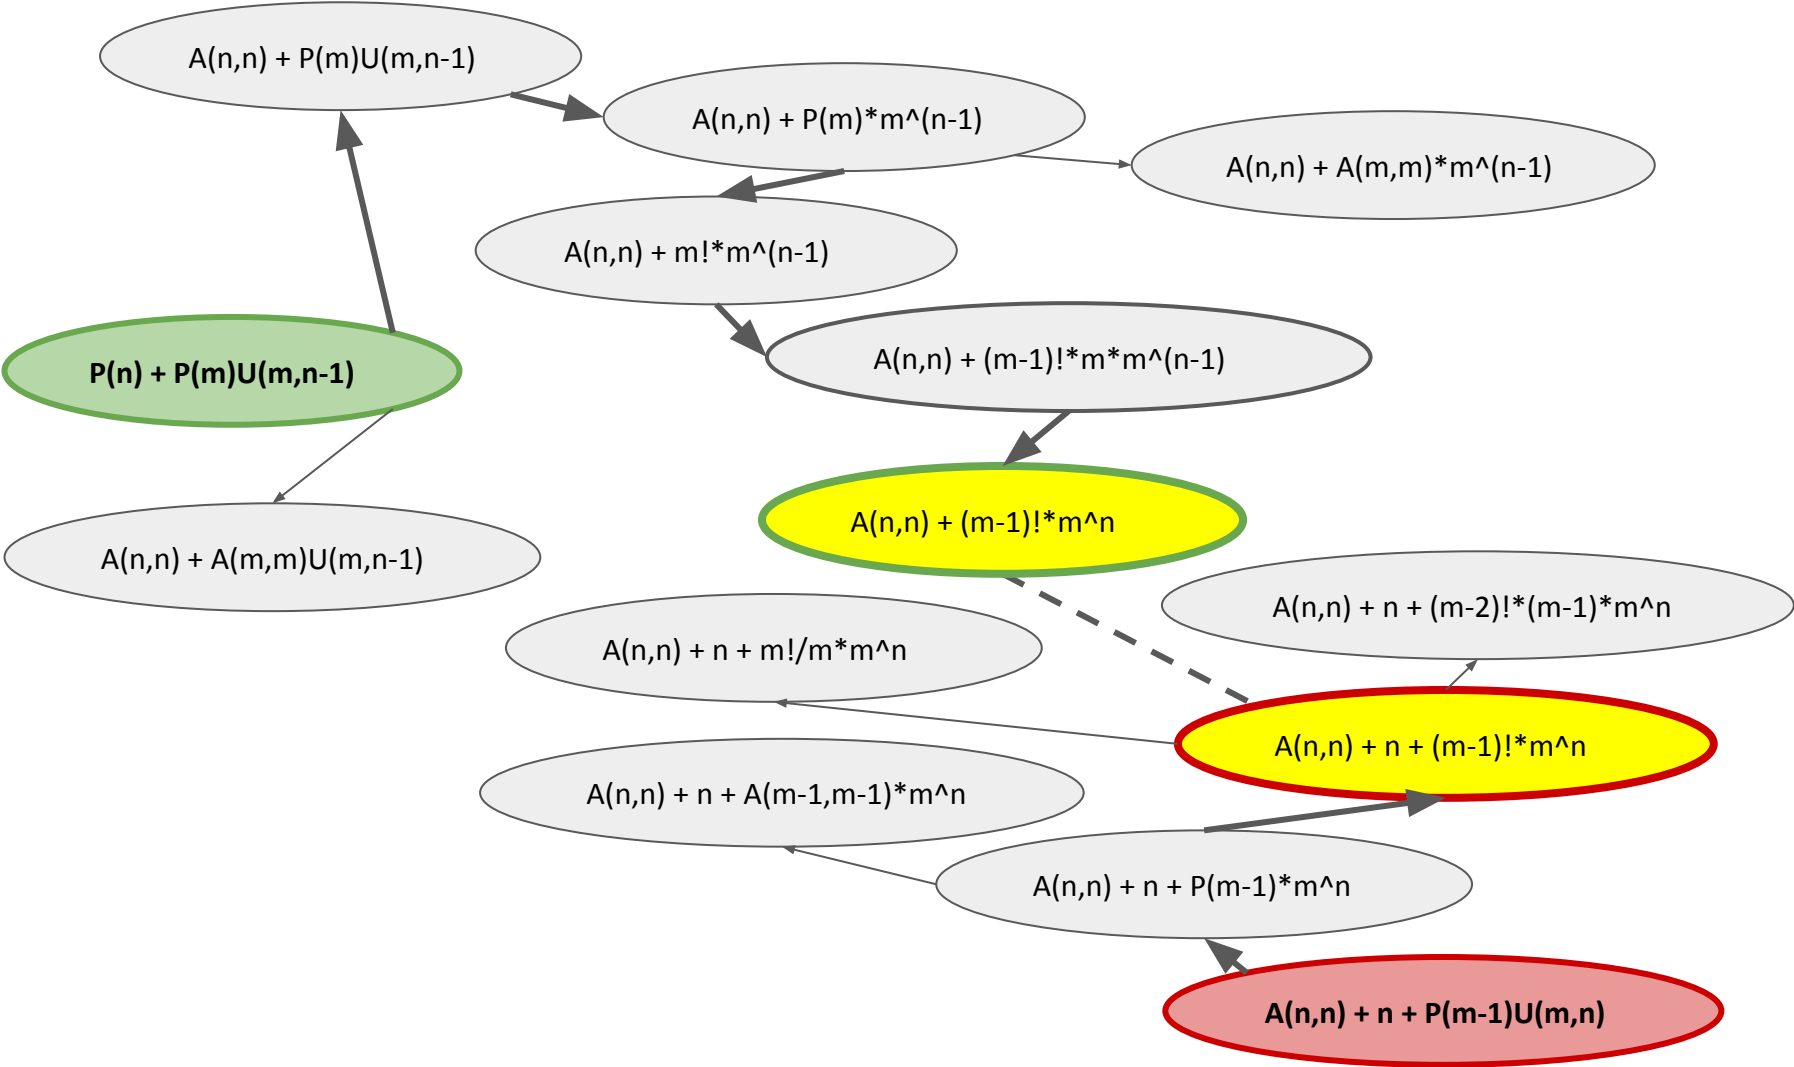 A(n,n) + P(m)U(m,n-1)
A(n,n) + P(m)*m^(n-1)
A(n,n) + A(m,m)*m^(n-1)
A(n,n) + m!*m^(n-1)
P(n) + P(m)U(m,n-1)
A(n,n) + (m-1)!*m*m^(n-1)
A(n,n) + (m-1)!*m^n
A(n,n) + A(m,m)U(m,n-1)
A(n,n) + n + (m-2)!*(m-1)*m^n
A(n,n) + n + m!/m*m^n
A(n,n) + n + (m-1)!*m^n
A(n,n) + n + A(m-1,m-1)*m^n
A(n,n) + n + P(m-1)*m^n
A(n,n) + n + P(m-1)U(m,n)